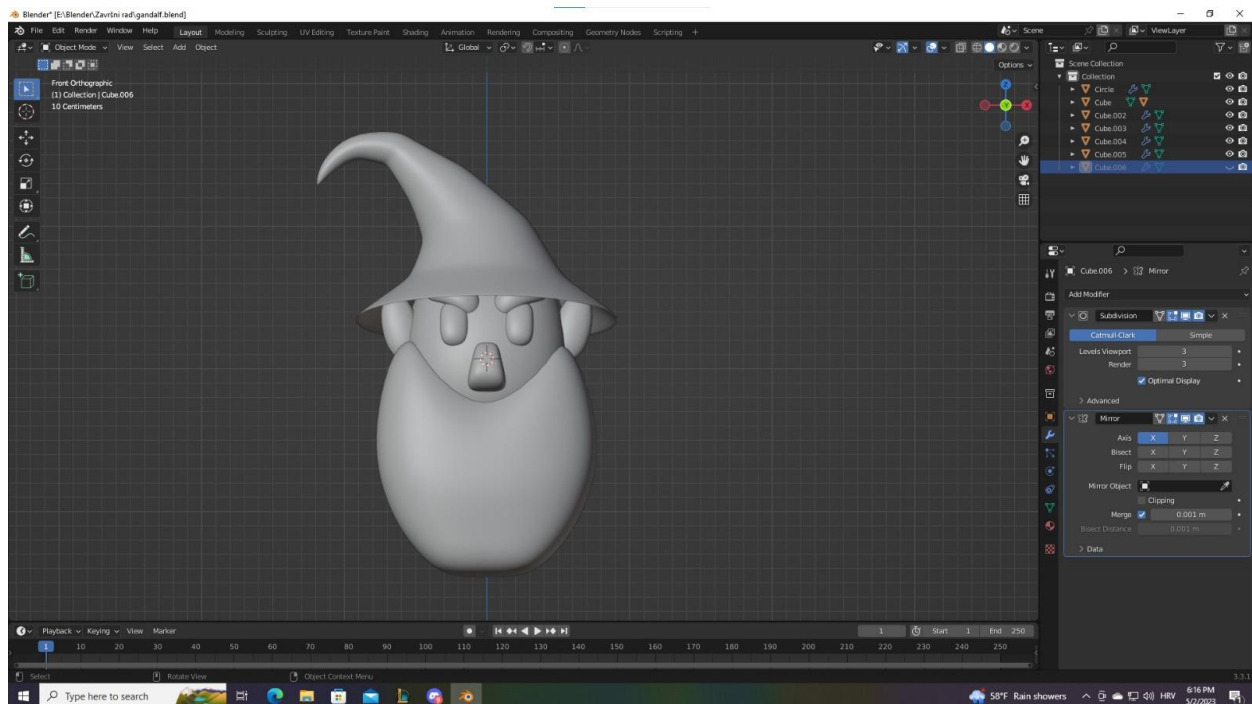 Blender* [E:\Blender\Završni rad\gandalf.blend]
File Edit Render Window Help Layout Modeling Sculpting UV Editing Texture Paint Shading Animation Rendering Compositing Geometry Nodes Scripting + Scene ViewLayer
Object Mode View Select Add Object Global
Options
Front Orthographic
(1) Collection | Cube.006
10 Centimeters
Z
Y
X
Scene Collection
Collection
Circle
Cube
Cube.002
Cube.003
Cube.004
Cube.005
Cube.006
Cube.006 > Mirror
Add Modifier
Subdivision
Catmull-Clark Simple
Levels Viewport 3
Render 3
Optimal Display
> Advanced
Mirror
Axis X Y Z
Bisect X Y Z
Flip X Y Z
Mirror Object
Clipping
Merge 0.001 m
Bisect Distance 0.001 m
> Data
Playback Keying View Marker 1 Start 1 End 250
1 10 20 30 40 50 60 70 80 90 100 110 120 130 140 150 160 170 180 190 200 210 220 230 240 250
Select Rotate View Object Context Menu 3.3.1
Type here to search 58°F Rain showers HRV 6:16 PM
5/2/2023